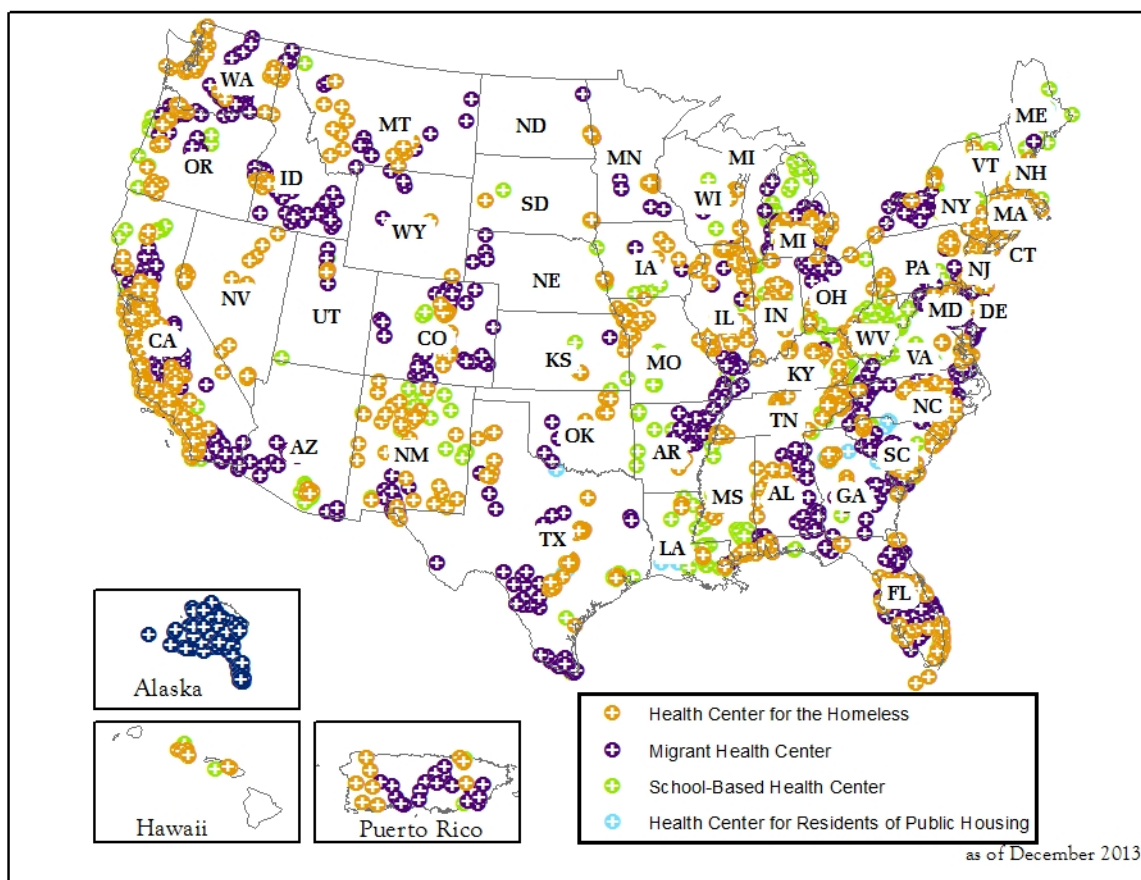 WA
MT
ND
MN
MI
ME
VT
NH
OR
ID
SD
WI
NY
MA
WY
MI
CT
IA
PA
NJ
NE
NV
OH
UT
IL
IN
MD
DE
CA
CO
WV
VA
KS
MO
KY
NC
TN
OK
AZ
NM
AR
SC
MS
AL
GA
TX
LA
FL
Alaska
Hawaii
Puerto Rico
Health Center for the Homeless
Migrant Health Center
School-Based Health Center
Health Center for Residents of Public Housing
as of December 2013